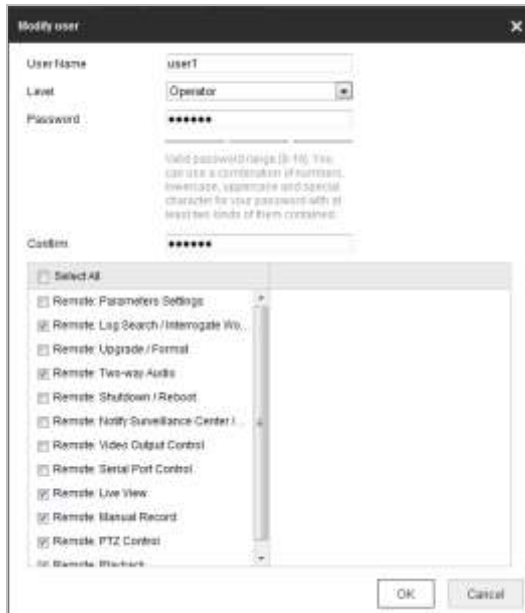 Modify user
User Name
user1
Level
Operator
Password
●●●●●●
Valid password range [8-16]. You
can use a combination of numbers,
lowercase, uppercase and special
character for your password with at
least two kinds of them contained.
Confirm
●●●●●●
Select All
Remote: Parameters Settings
Remote: Log Search / Interrogate Wo...
Remote: Upgrade / Format
Remote: Two-way Audio
Remote: Shutdown / Reboot
Remote: Notify Surveillance Center / ...
Remote: Video Output Control
Remote: Serial Port Control
Remote: Live View
Remote: Manual Record
Remote: PTZ Control
Remote: Playback
OK
Cancel